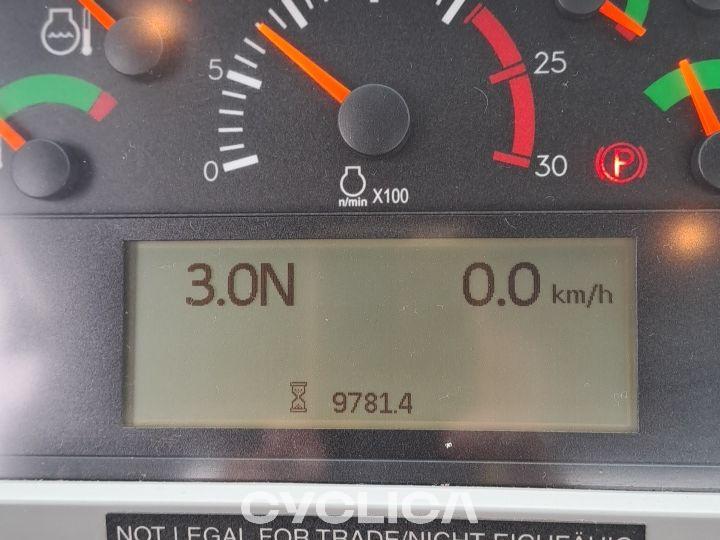 5
25
0
30
n/min X100
P
3.0N 0.0 km/h
9781.4
CYCLICA
NOT LEGAL FOR TRADE/NICHT EICHFÄHIG